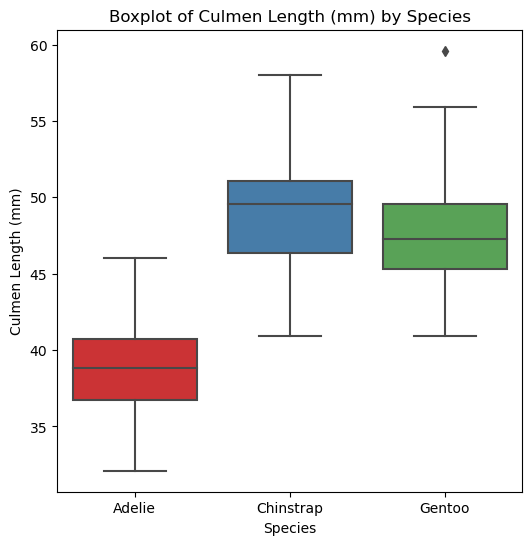 Boxplot of Culmen Length (mm) by Species
Culmen Length (mm)
60
55
50
45
40
35
Adelie
Chinstrap
Gentoo
Species